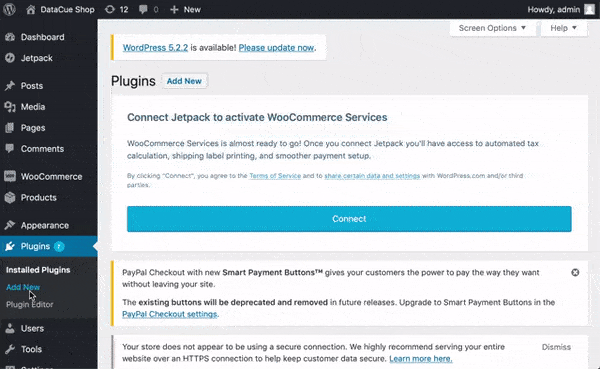 DataCue Shop 12 0 New Howdy, admin
Screen Options Help
Dashboard
Jetpack
Posts
Media
Pages
Comments
WooCommerce
Products
Appearance
Plugins
Installed Plugins
Add New
Plugin Editor
Users
Tools
Settings
WordPress 5.2.2 is available! Please update now.
Plugins Add New
Connect Jetpack to activate WooCommerce Services
WooCommerce Services is almost ready to go! Once you connect Jetpack you'll have access to automated tax
calculation, shipping label printing, and smoother payment setup.
By clicking "Connect", you agree to the Terms of Service and to share certain data and settings with WordPress.com and/or third
parties.
Connect
PayPal Checkout with new Smart Payment Buttons™ gives your customers the power to pay the way they want
without leaving your site.
The existing buttons will be deprecated and removed in future releases. Upgrade to Smart Payment Buttons in the
PayPal Checkout settings.
Your store does not appear to be using a secure connection. We highly recommend serving your entire Dismiss
website over an HTTPS connection to help keep customer data secure. Learn more here.